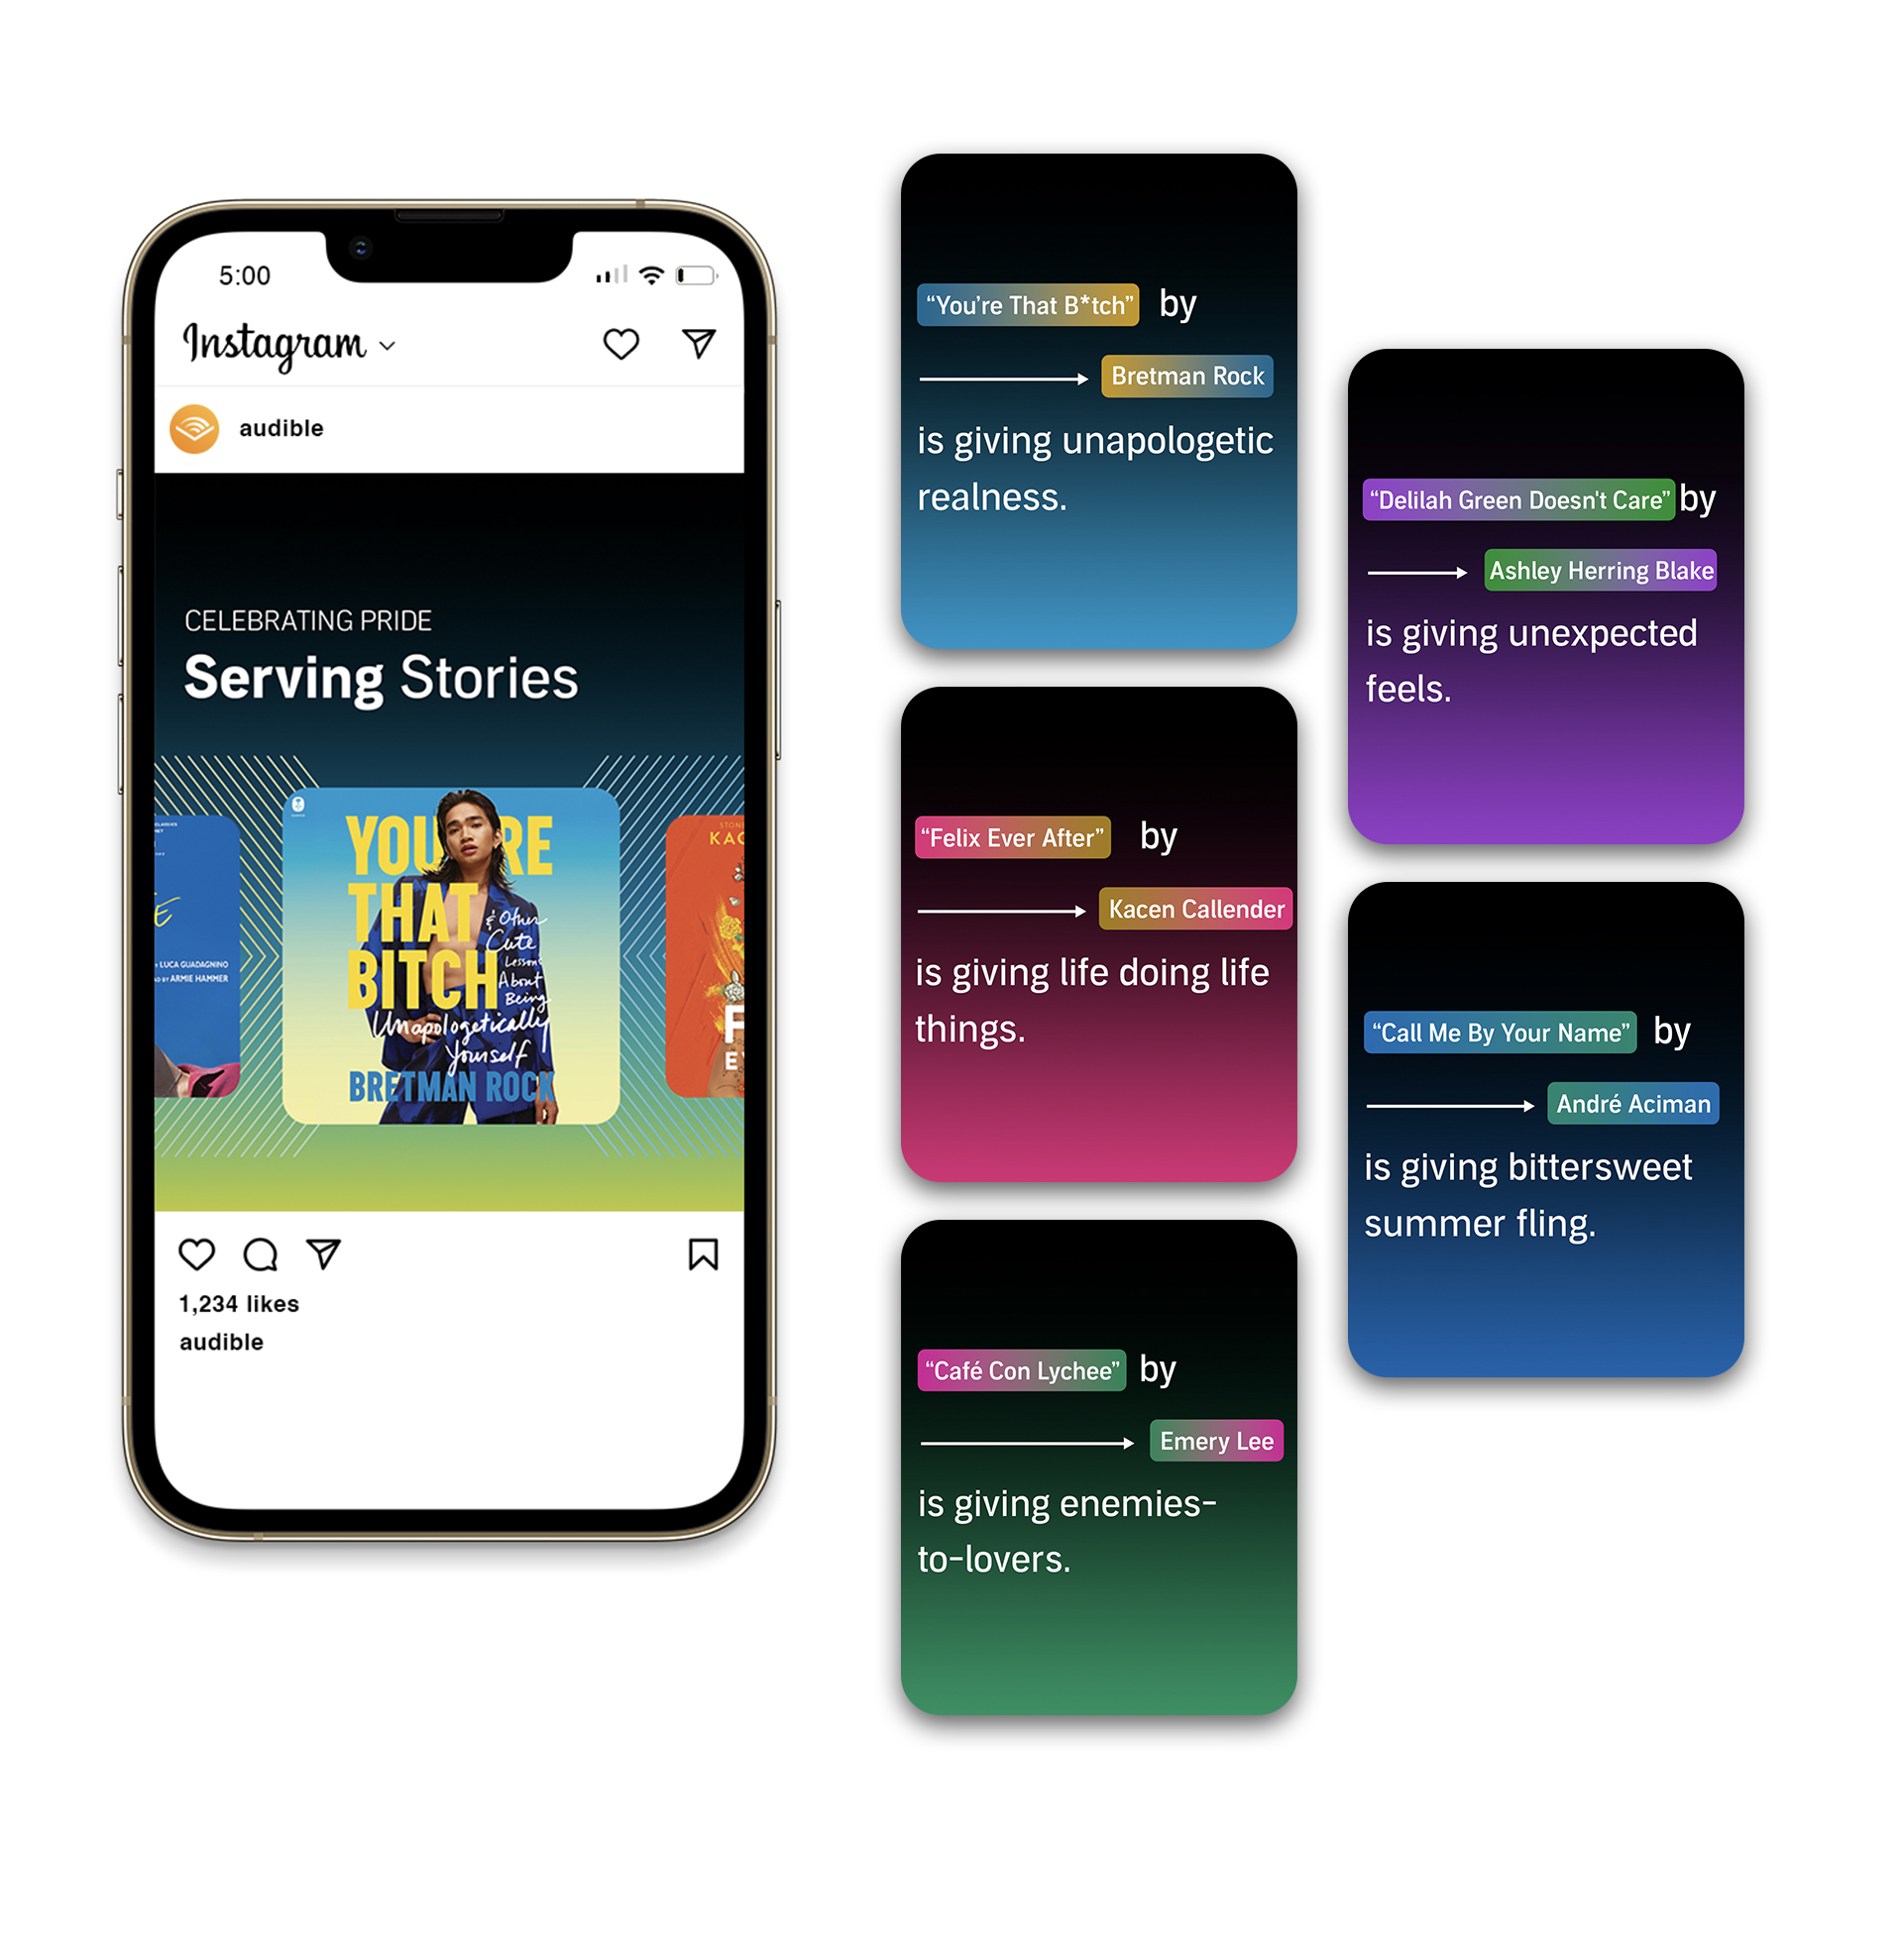 5:00
Instagram
audible
CELEBRATING PRIDE
Serving Stories
LUCA GUADAGNINO
BY ARMIE HAMMER
YOU'RE
THAT
BITCH
& Other
Cute
Lessons
About
Being
Unapologetically
Yourself
BRETMAN ROCK
1,234 likes
audible
“You’re That B*tch” by
Bretman Rock
is giving unapologetic
realness.
“Felix Ever After” by
Kacen Callender
is giving life doing life
things.
“Café Con Lychee” by
Emery Lee
is giving enemies-
to-lovers.
“Delilah Green Doesn't Care” by
Ashley Herring Blake
is giving unexpected
feels.
“Call Me By Your Name” by
André Aciman
is giving bittersweet
summer fling.